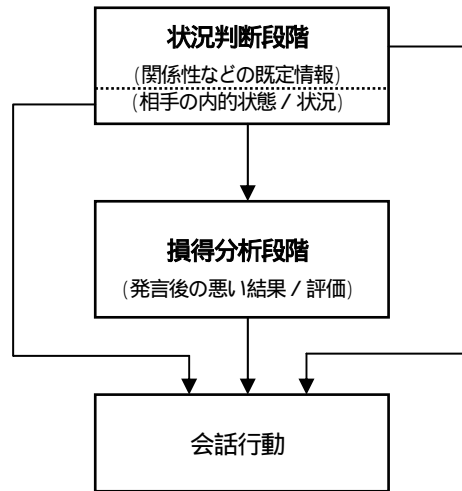 状況判断段階
(関係性などの既定情報)
(相手の内的状態 / 状況)
損得分析段階
(発言後の悪い結果 / 評価)
会話行動